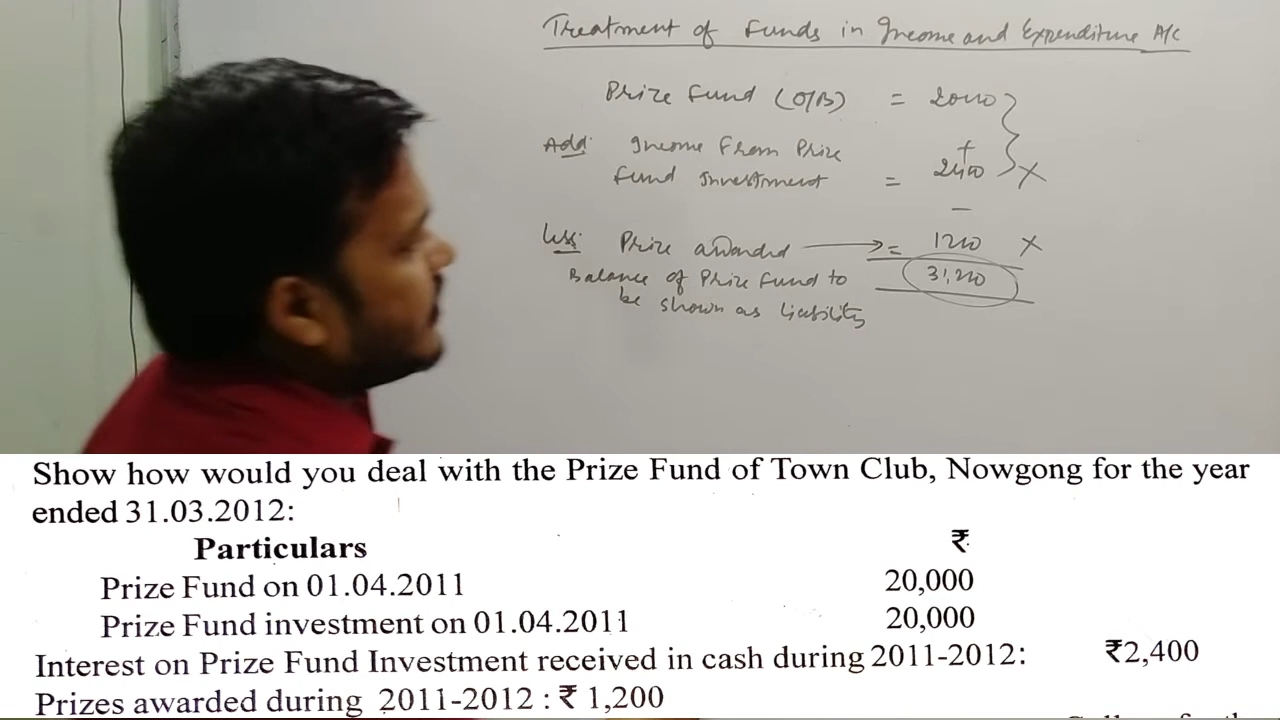 Treatment of Funds in Income and Expenditure A/c
Prize Fund (O/B) = 20000
Add: Income From Prize +
Fund Investment = 2400 X
-
Less: Prize awarded → = 1200 X
Balance of Prize Fund to 31,200
be shown as liability
Show how would you deal with the Prize Fund of Town Club, Nowgong for the year
ended 31.03.2012:
Particulars ₹
Prize Fund on 01.04.2011 20,000
Prize Fund investment on 01.04.2011 20,000
Interest on Prize Fund Investment received in cash during 2011-2012: ₹2,400
Prizes awarded during 2011-2012 : ₹ 1,200